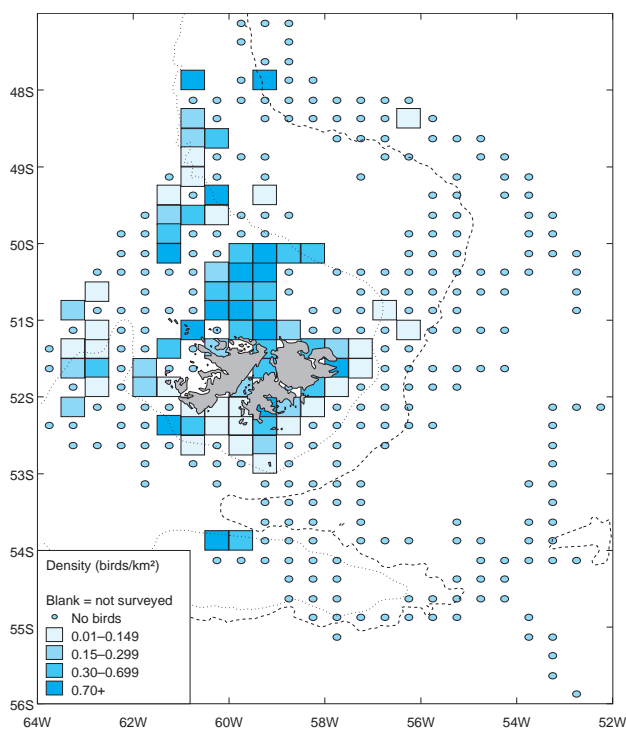 48S
49S
50S
51S
52S
53S
54S
55S
56S
Density (birds/km²)
Blank = not surveyed
No birds
0.01–0.149
0.15–0.299
0.30–0.699
0.70+
64W 62W 60W 58W 56W 54W 52W